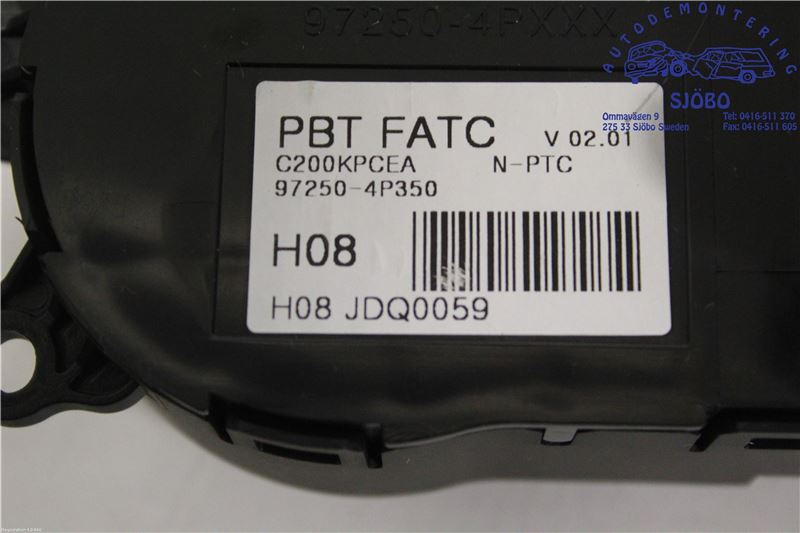 97250-4PXXX
AUTODEMONTERING
SJÖBO
Ommavägen 9
275 33 Sjöbo Sweden
Tel: 0416-511 370
Fax: 0416-511 605
PBT FATC V 02.01
C200KPCEA N-PTC
97250-4P350
H08
H08 JDQ0059